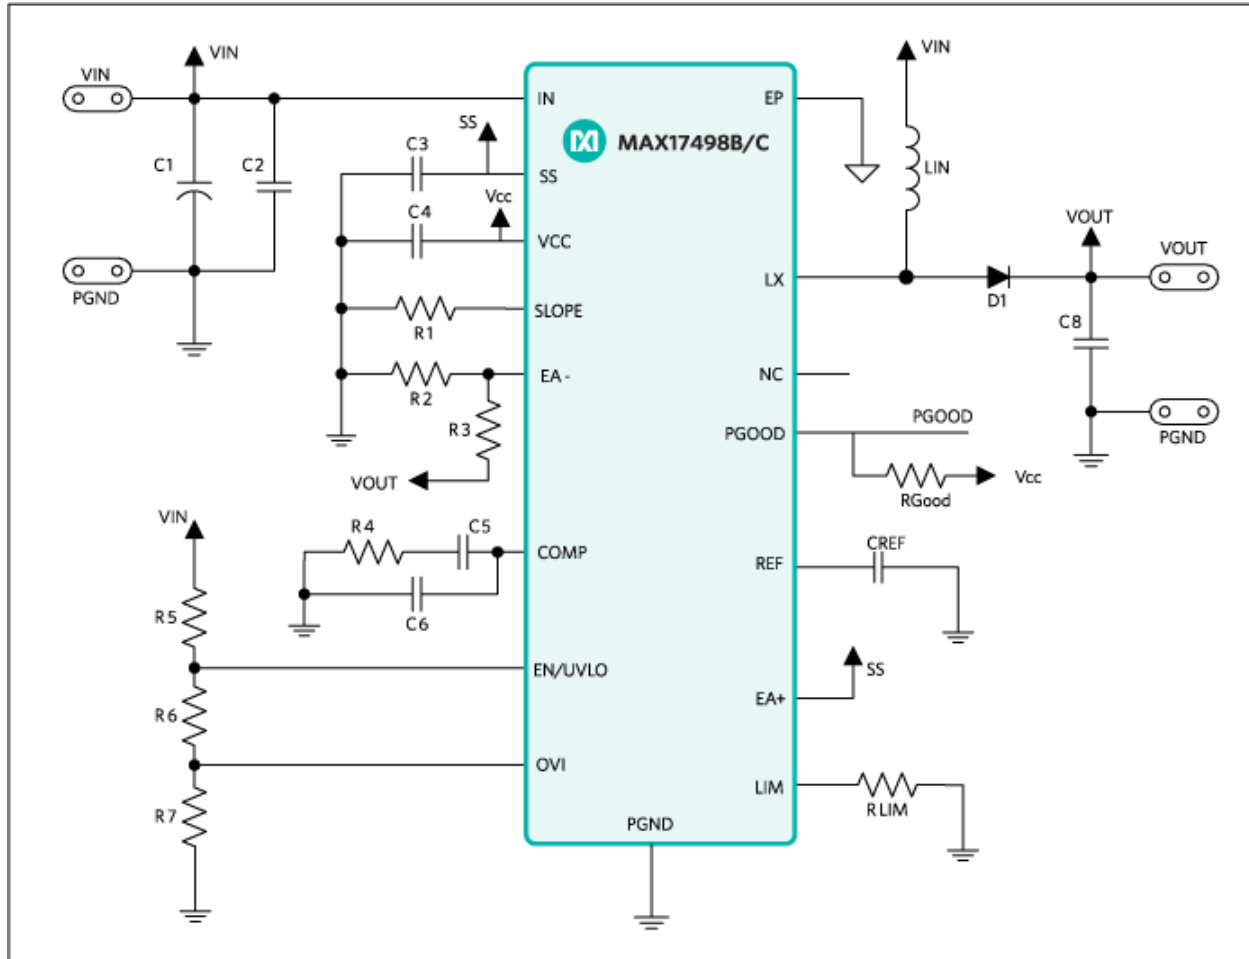 VIN
VIN
VIN
IN
EP
SS
C3
MAX17498B/C
C1
C2
LIN
SS
Vcc
C4
VOUT
VCC
VOUT
LX
PGND
D1
SLOPE
R1
C8
EA -
NC
R2
R3
PGOOD
PGOOD
PGND
VOUT
Vcc
RGood
VIN
R4
C5
CREF
COMP
REF
R5
C6
EN/UVLO
SS
R6
EA+
OVI
LIM
R7
RLIM
PGND